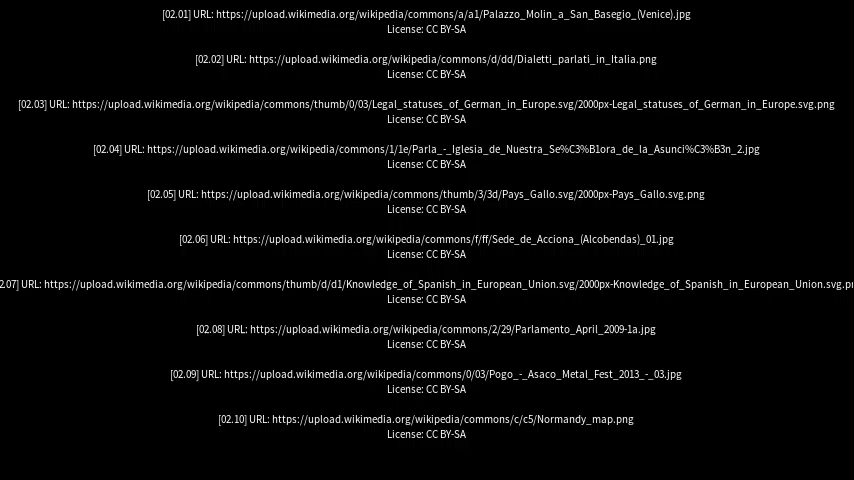 [02.01] URL: https://upload.wikimedia.org/wikipedia/commons/a/a1/Palazzo_Molin_a_San_Basegio_(Venice).jpg
License: CC BY-SA
[02.02] URL: https://upload.wikimedia.org/wikipedia/commons/d/dd/Dialetti_parlati_in_Italia.png
License: CC BY-SA
[02.03] URL: https://upload.wikimedia.org/wikipedia/commons/thumb/0/03/Legal_statuses_of_German_in_Europe.svg/2000px-Legal_statuses_of_German_in_Europe.svg.png
License: CC BY-SA
[02.04] URL: https://upload.wikimedia.org/wikipedia/commons/1/1e/Parla_-_Iglesia_de_Nuestra_Se%C3%B1ora_de_la_Asunci%C3%B3n_2.jpg
License: CC BY-SA
[02.05] URL: https://upload.wikimedia.org/wikipedia/commons/thumb/3/3d/Pays_Gallo.svg/2000px-Pays_Gallo.svg.png
License: CC BY-SA
[02.06] URL: https://upload.wikimedia.org/wikipedia/commons/f/ff/Sede_de_Acciona_(Alcobendas)_01.jpg
License: CC BY-SA
2.07] URL: https://upload.wikimedia.org/wikipedia/commons/thumb/d/d1/Knowledge_of_Spanish_in_European_Union.svg/2000px-Knowledge_of_Spanish_in_European_Union.svg.p
License: CC BY-SA
[02.08] URL: https://upload.wikimedia.org/wikipedia/commons/2/29/Parlamento_April_2009-1a.jpg
License: CC BY-SA
[02.09] URL: https://upload.wikimedia.org/wikipedia/commons/0/03/Pogo_-_Asaco_Metal_Fest_2013_-_03.jpg
License: CC BY-SA
[02.10] URL: https://upload.wikimedia.org/wikipedia/commons/c/c5/Normandy_map.png
License: CC BY-SA